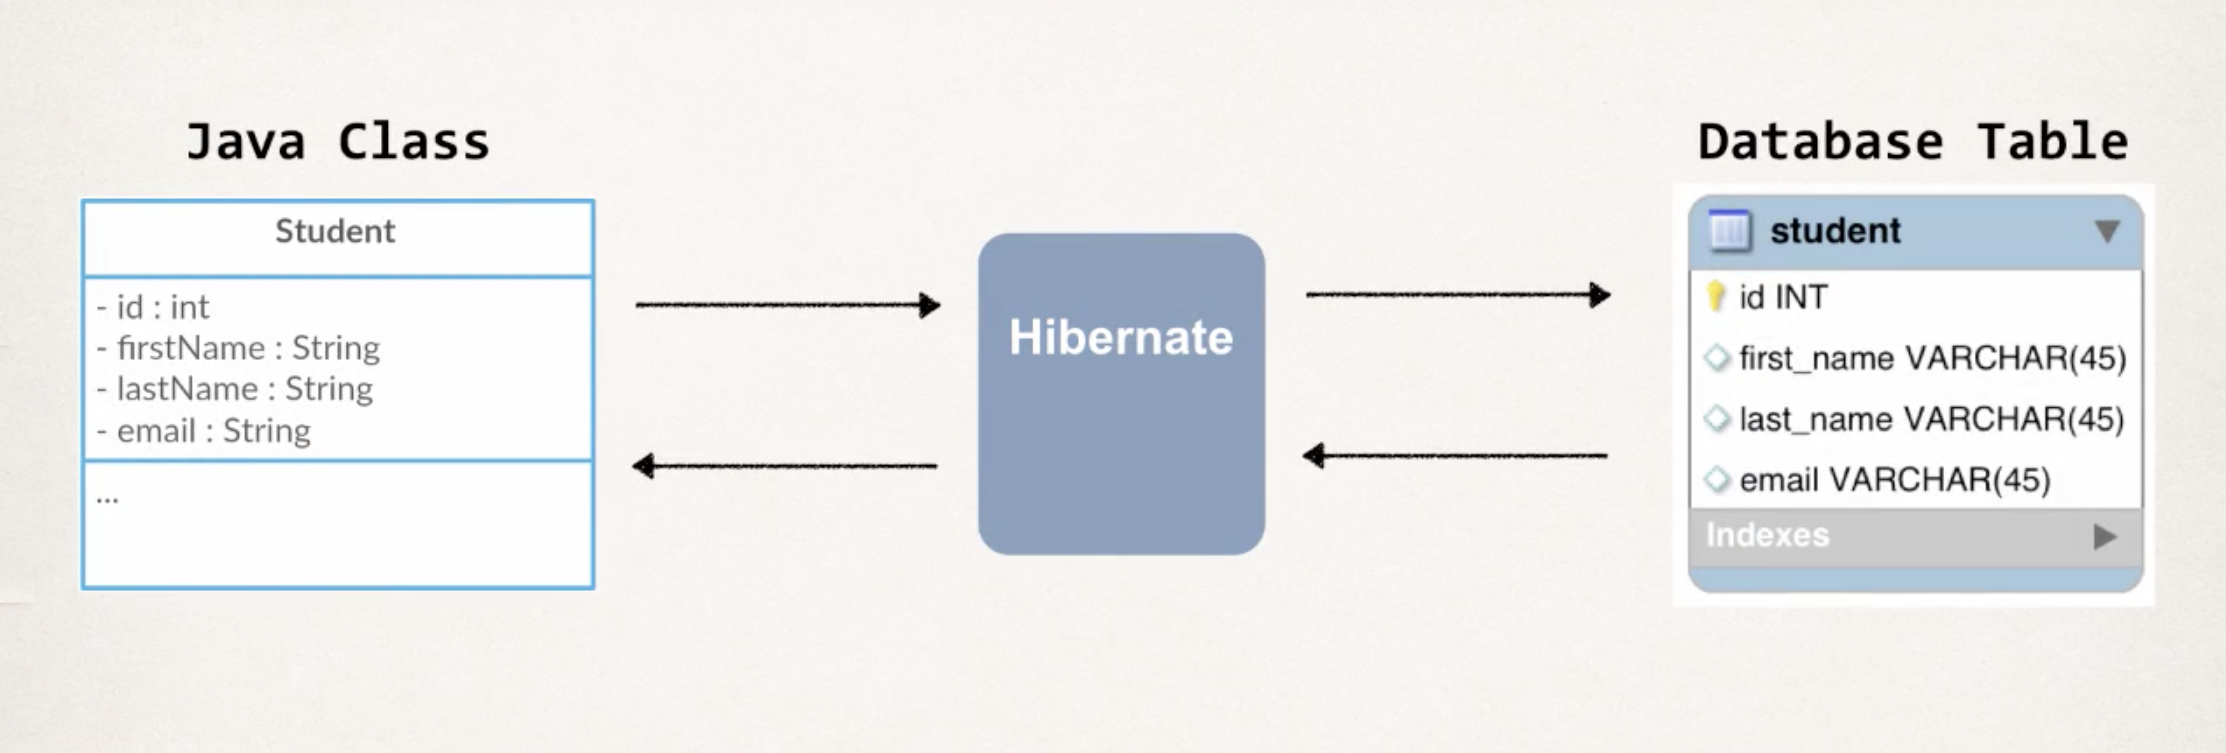 Java Class
Student
- id : int
- firstName : String
- lastName : String
- email : String
...
Hibernate
Database Table
student
id INT
first_name VARCHAR(45)
last_name VARCHAR(45)
email VARCHAR(45)
Indexes